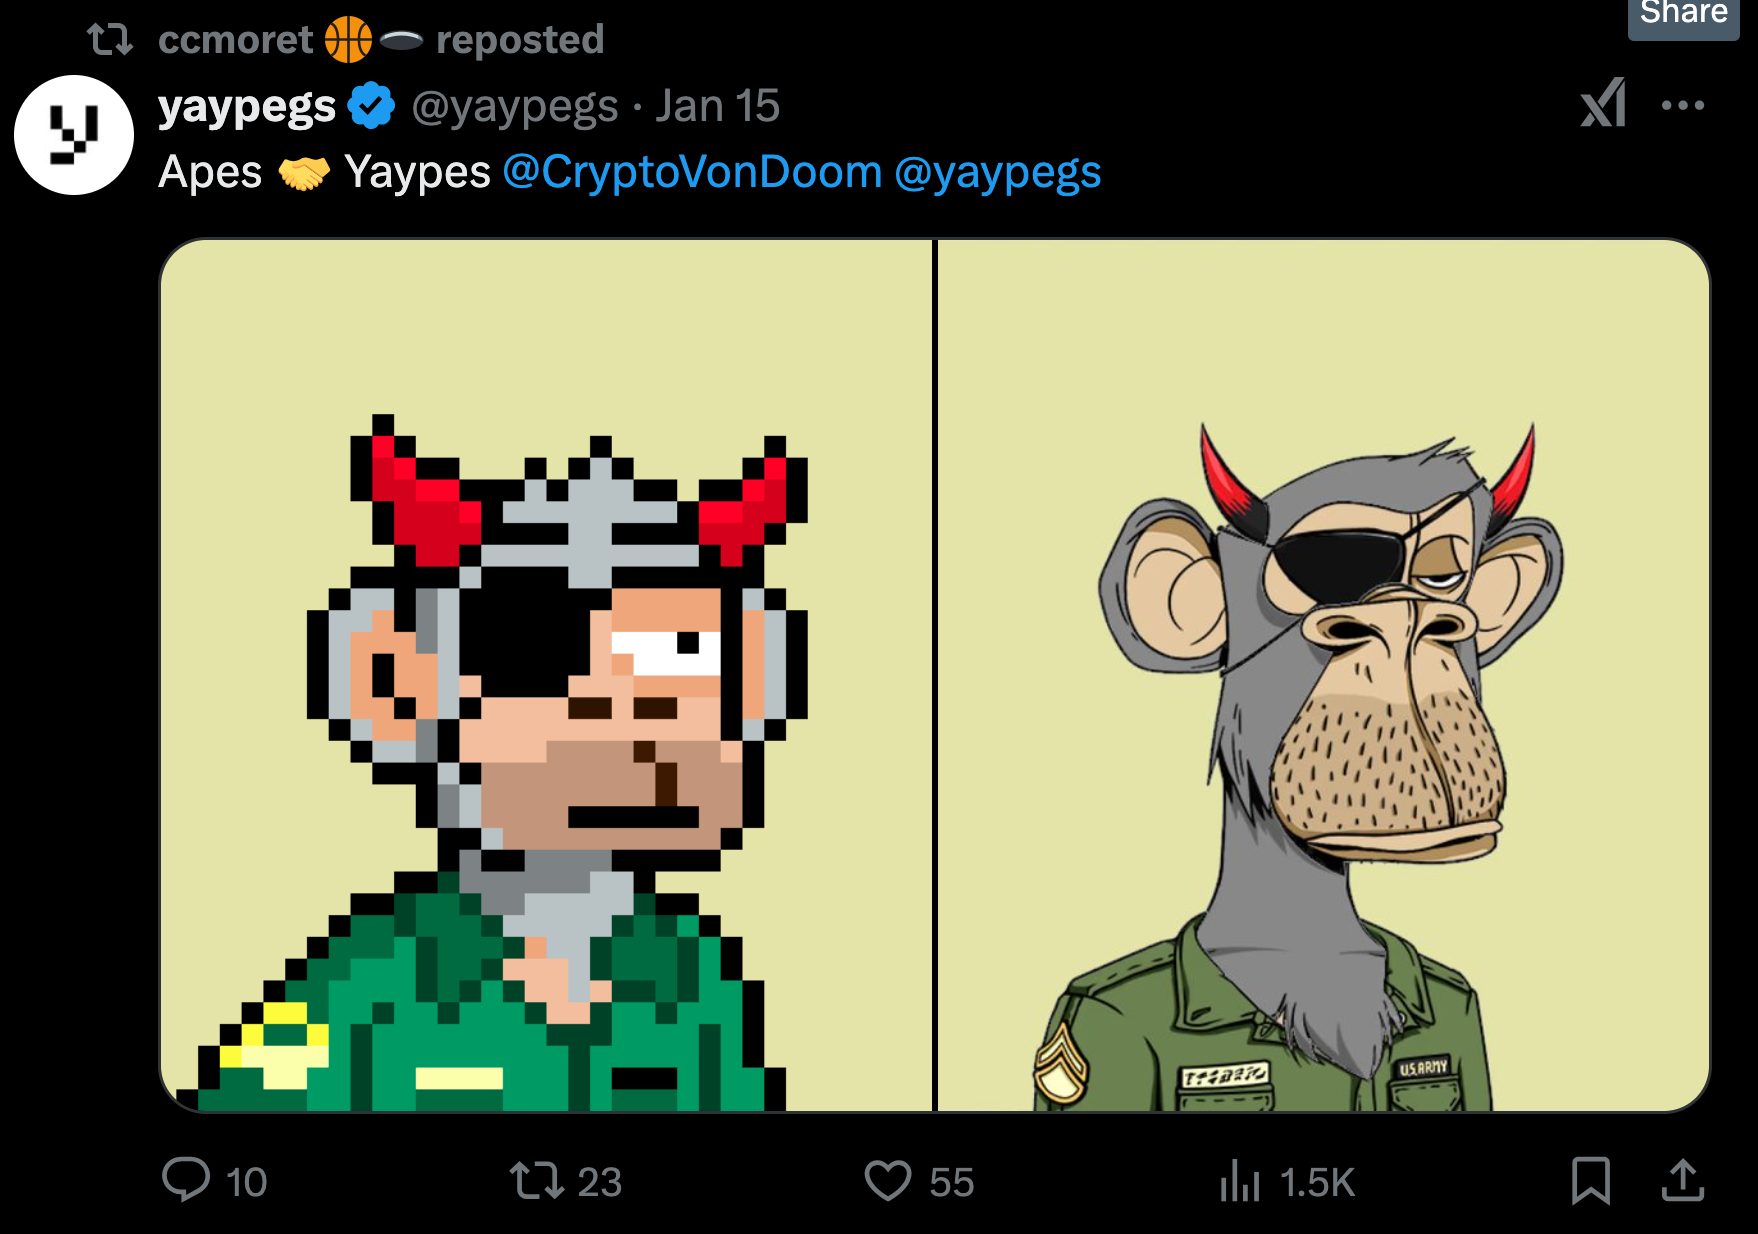 Share
ccmoret 🏀🕳️ reposted
yaypegs @yaypegs · Jan 15
Apes 🤝 Yaypes @CryptoVonDoom @yaypegs
U.S.ARMY
10 23 55 1.5K